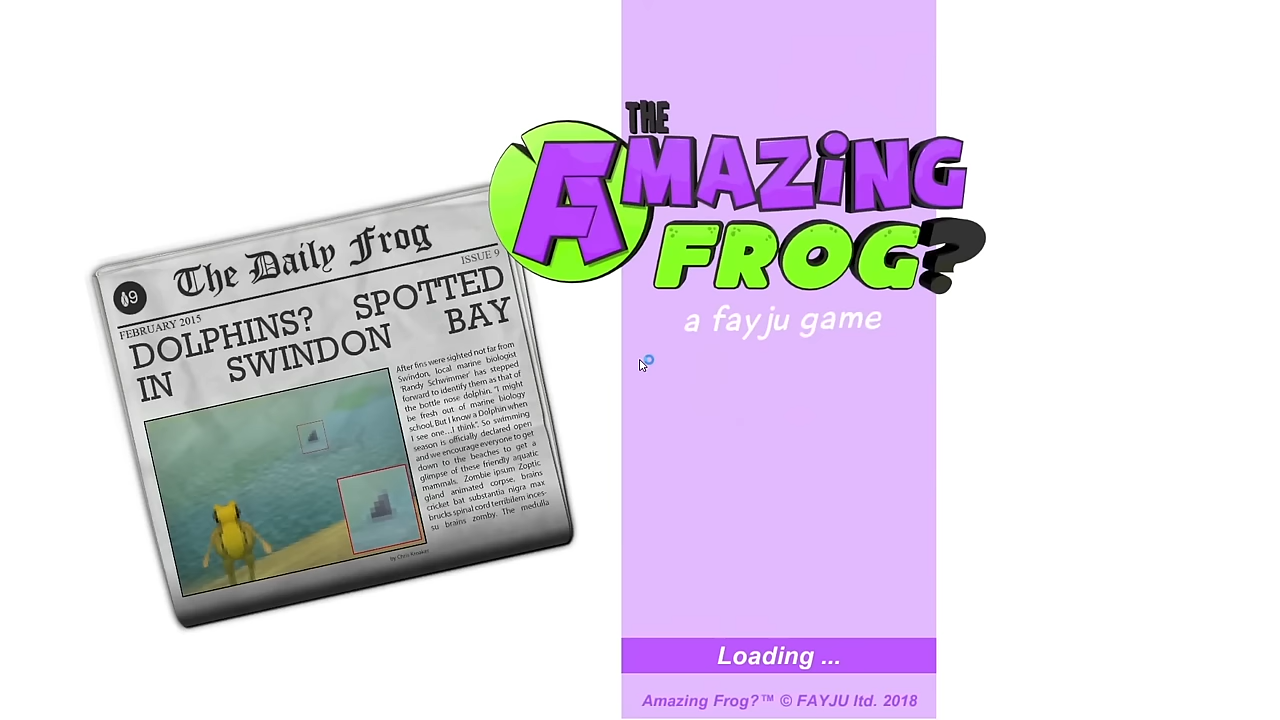 The Daily Frog
9
ISSUE 9
FEBRUARY 2015
DOLPHINS? SPOTTED
IN SWINDON BAY
After fins were sighted not far from
Swindon, local marine biologist
'Randy Schwimmer' has stepped
forward to identify them as that of
the bottle nose dolphin. "I might
be fresh out of marine biology
school, But I know a Dolphin when
I see one...I think". So swimming
season is officially declared open
and we encourage everyone to get
down to the beaches to get a
glimpse of these friendly aquatic
mammals. Zombie ipsum Zoptic
gland animated corpse, brains
cricket bat substantia nigra max
brucks spinal cord terribilem inces-
su brains zomby. The medulla
by Chris
THE
AMAZING
FROG?
a fayju game
Loading ...
Amazing Frog?™ © FAYJU ltd. 2018